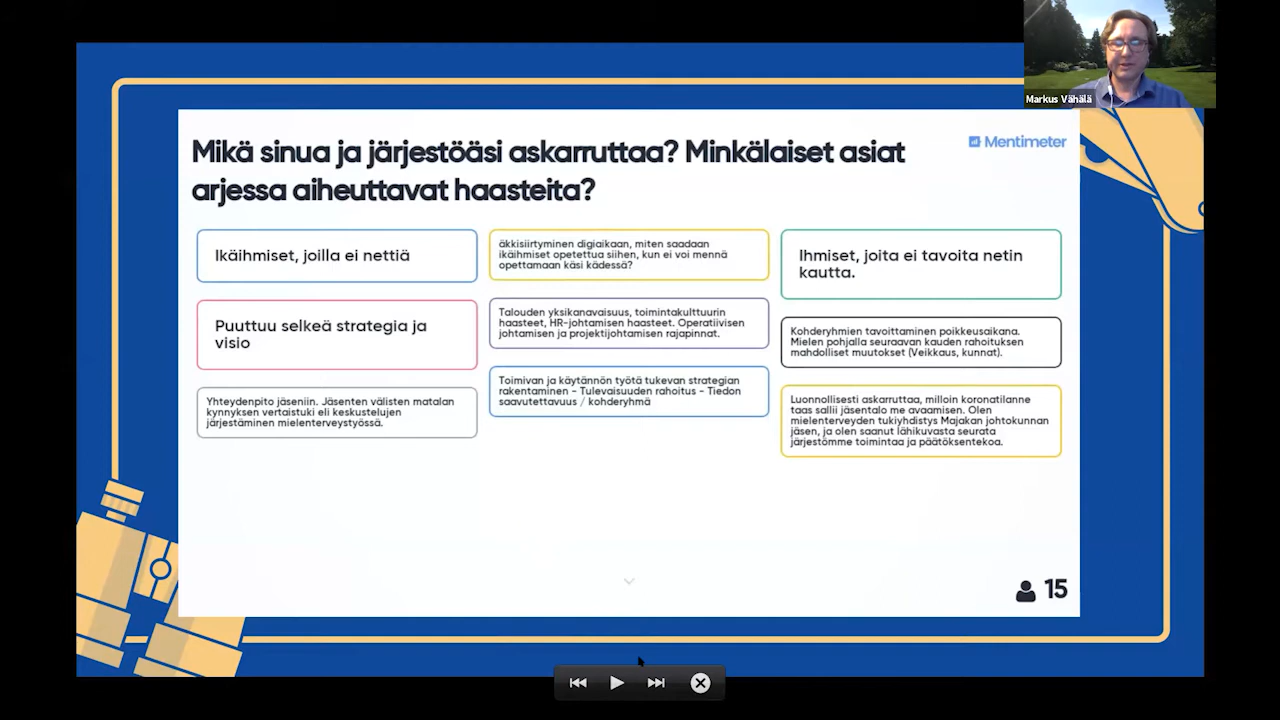 Markus Vähälä
Mikä sinua ja järjestöäsi askarruttaa? Minkälaiset asiat
arjessa aiheuttavat haasteita?
Mentimeter
Ikäihmiset, joilla ei nettiä
Puuttuu selkeä strategia ja
visio
Yhteydenpito jäseniin. Jäsenten välisten matalan
kynnyksen vertaistuki eli keskustelujen
järjestäminen mielenterveystyössä.
äkkisiirtyminen digiaikaan, miten saadaan
ikäihmiset opetettua siihen, kun ei voi mennä
opettamaan käsi kädessä?
Talouden yksikanavaisuus, toimintakulttuurin
haasteet, HR-johtamisen haasteet. Operatiivisen
johtamisen ja projektijohtamisen rajapinnat.
Toimivan ja käytännön työtä tukevan strategian
rakentaminen - Tulevaisuuden rahoitus - Tiedon
saavutettavuus / kohderyhmä
Ihmiset, joita ei tavoita netin
kautta.
Kohderyhmien tavoittaminen poikkeusaikana.
Mielen pohjalla seuraavan kauden rahoituksen
mahdolliset muutokset (Veikkaus, kunnat).
Luonnollisesti askarruttaa, milloin koronatilanne
taas sallii jäsentalo me avaamisen. Olen
mielenterveyden tukiyhdistys Majakan johtokunnan
jäsen, ja olen saanut lähikuvasta seurata
järjestömme toimintaa ja päätöksentekoa.
15